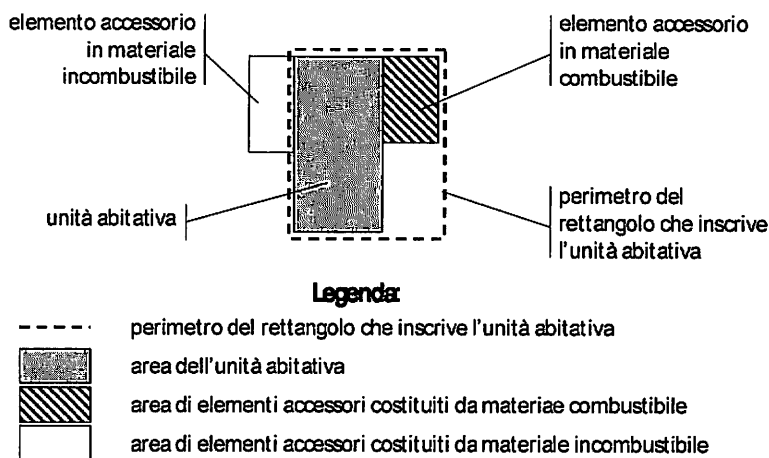 elemento accessorio
in materiale
incombustibile
elemento accessorio
in materiale
combustibile
unità abitativa
perimetro del
rettangolo che inscrive
l'unità abitativa
Legenda:
perimetro del rettangolo che inscrive l'unità abitativa
area dell'unità abitativa
area di elementi accessori costituiti da materiae combustibile
area di elementi accessori costituiti da materiale incombustibile